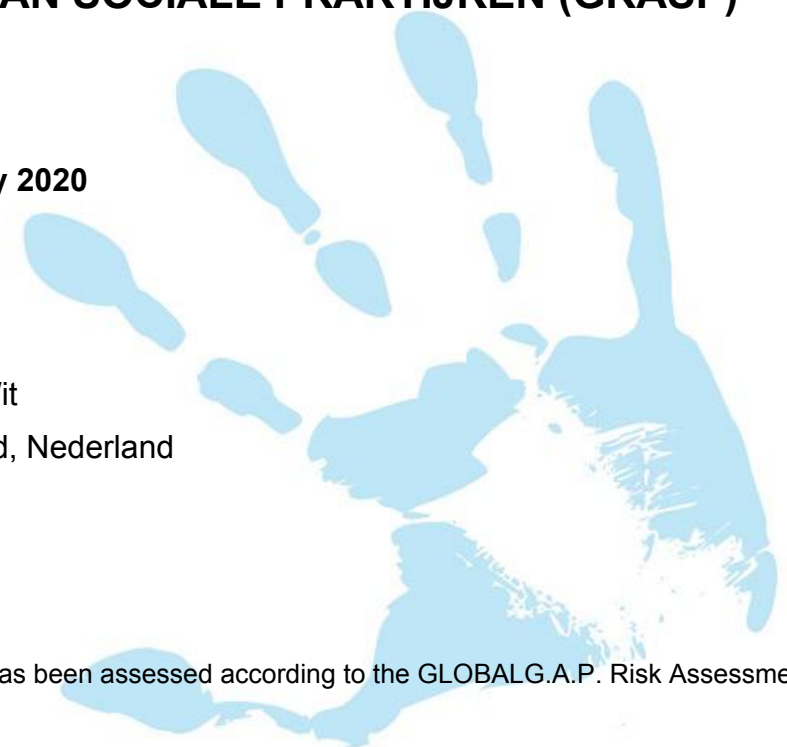 AN SOCIALE PRAKTIJKEN (GRASP)
y 2020
it
d, Nederland
as been assessed according to the GLOBALG.A.P. Risk Assessme